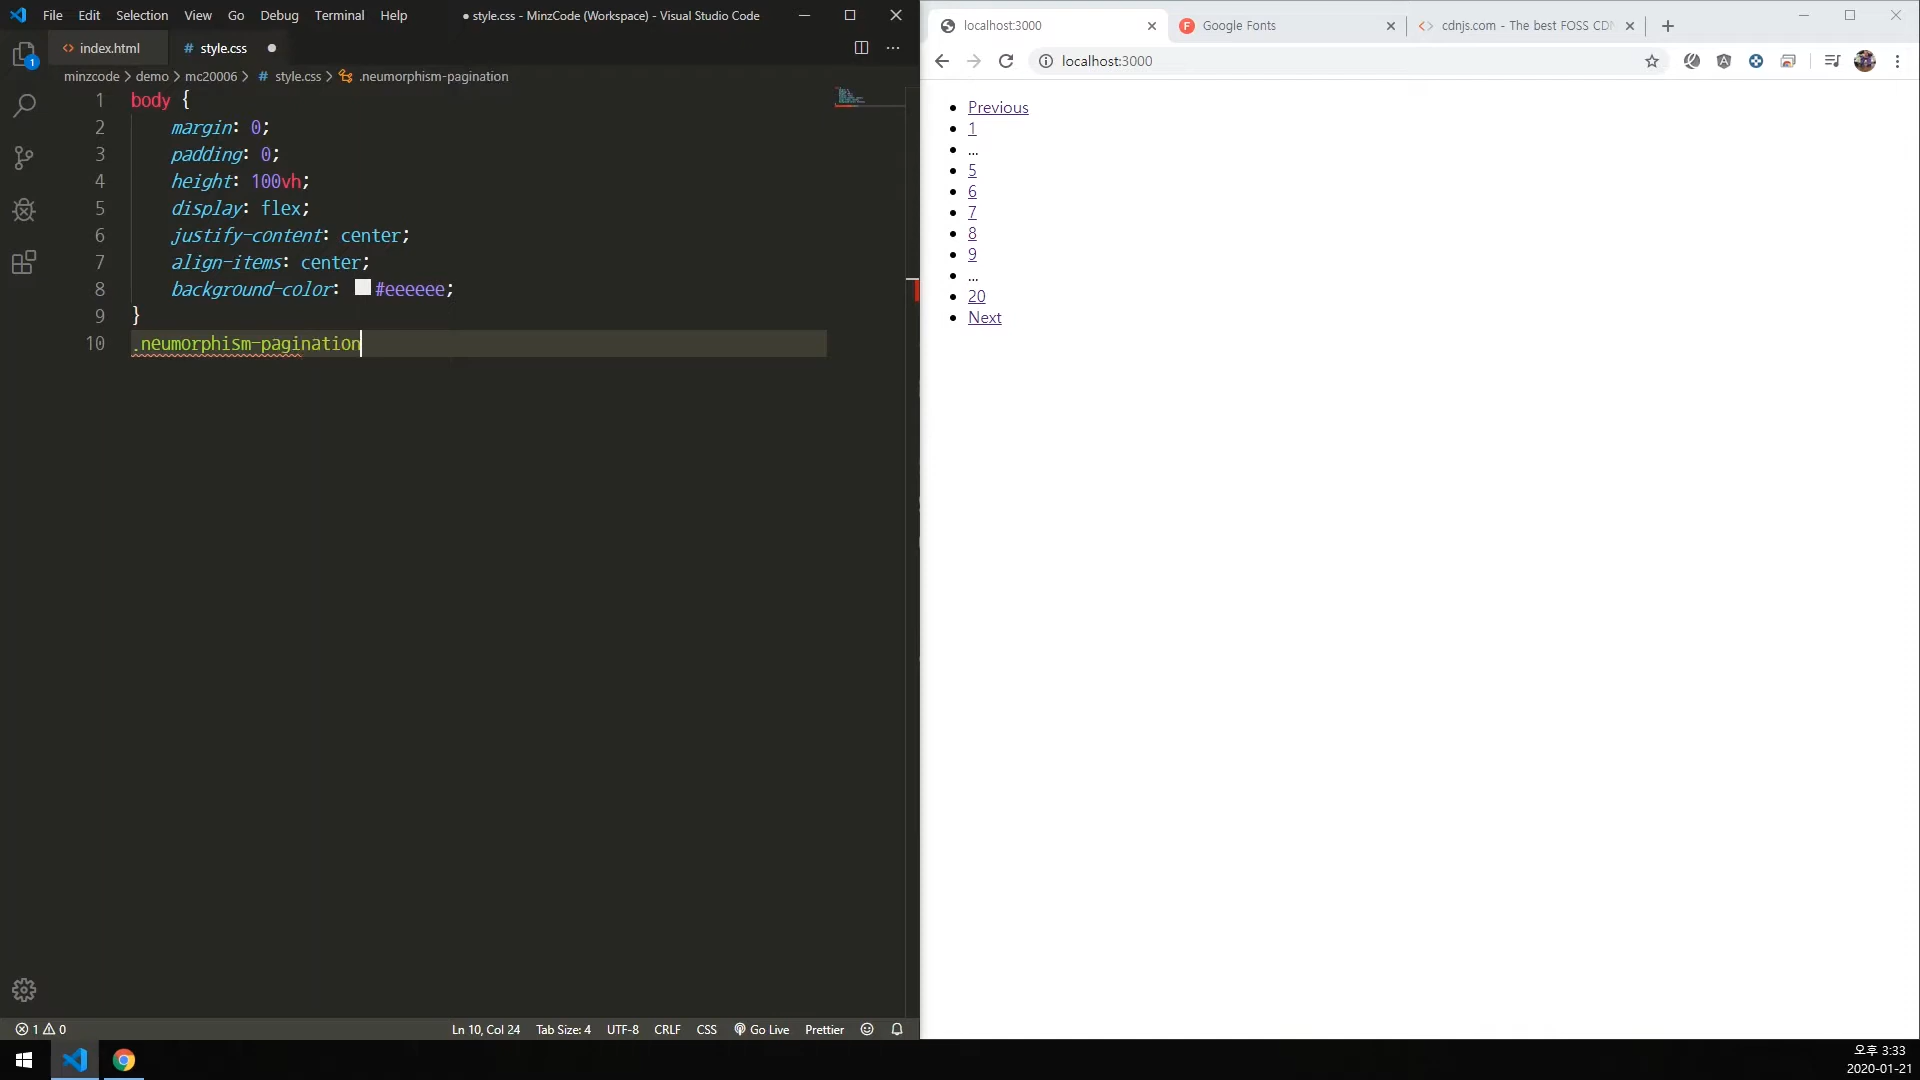 File Edit Selection View Go Debug Terminal Help
● style.css - MinzCode (Workspace) - Visual Studio Code
index.html
# style.css
minzcode > demo > mc20006 > # style.css > .neumorphism-pagination
1 body {
2 margin: 0;
3 padding: 0;
4 height: 100vh;
5 display: flex;
6 justify-content: center;
7 align-items: center;
8 background-color: #eeeeee;
9 }
10 .neumorphism-pagination
1
1 0
Ln 10, Col 24 Tab Size: 4 UTF-8 CRLF CSS Go Live Prettier
localhost:3000
F Google Fonts
cdnjs.com - The best FOSS CDN
localhost:3000
Previous
1
...
5
6
7
8
9
...
20
Next
오후 3:33
2020-01-21